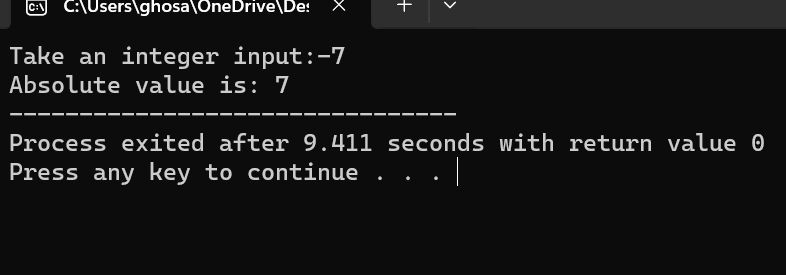 C:\Users\ghosa\OneDrive\Des
Take an integer input:-7
Absolute value is: 7
--------------------------------
Process exited after 9.411 seconds with return value 0
Press any key to continue . . .